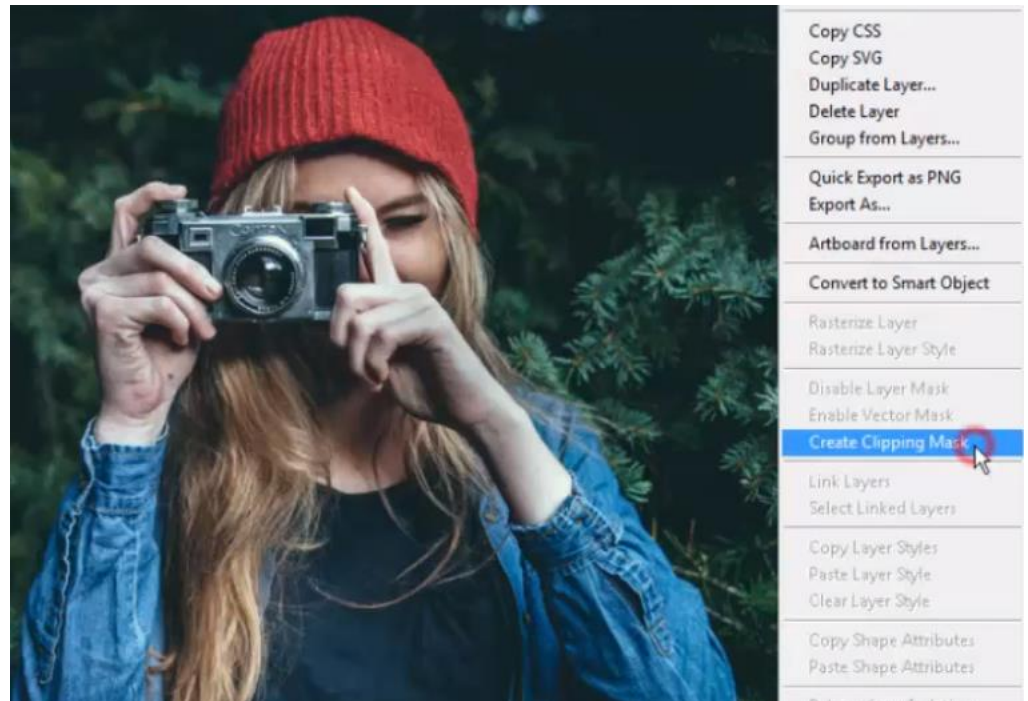 Copy CSS
Copy SVG
Duplicate Layer...
Delete Layer
Group from Layers...
Quick Export as PNG
Export As...
Artboard from Layers...
Convert to Smart Object
Rasterize Layer
Rasterize Layer Style
Disable Layer Mask
Enable Vector Mask
Create Clipping Mask
Link Layers
Select Linked Layers
Copy Layer Styles
Paste Layer Style
Clear Layer Style
Copy Shape Attributes
Paste Shape Attributes